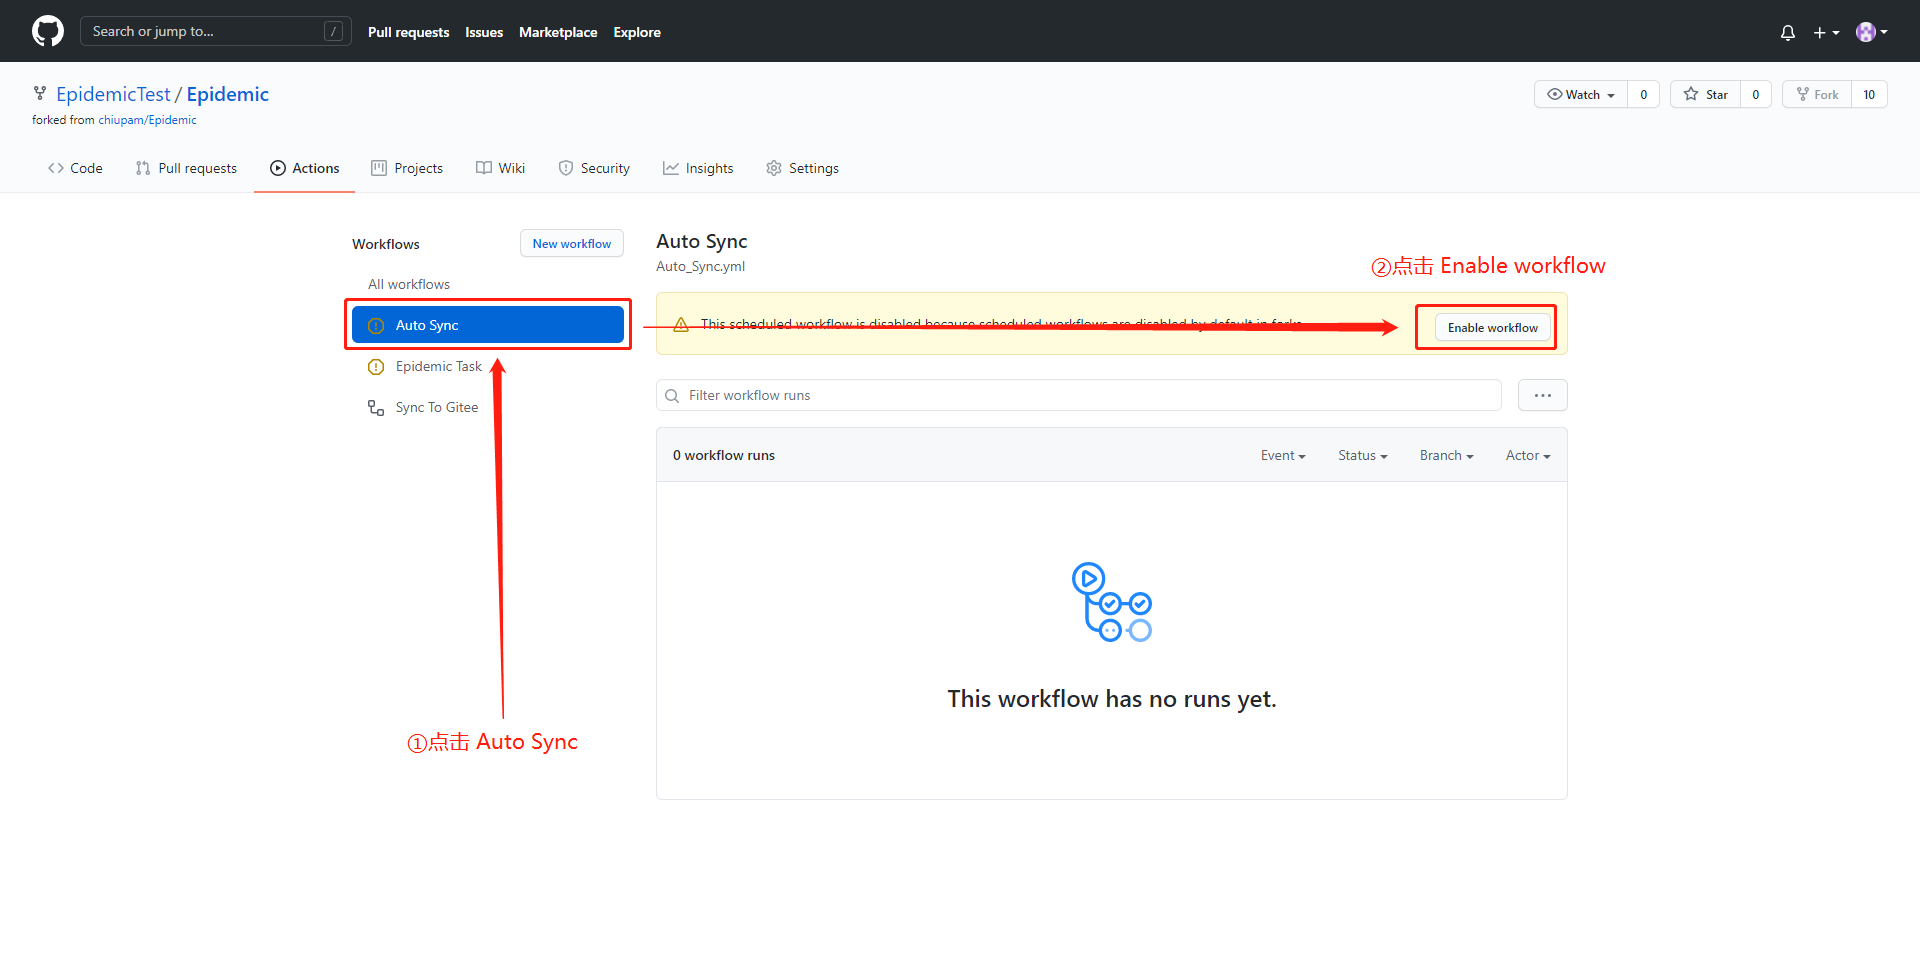 Search or jump to... /
Pull requests Issues Marketplace Explore
EpidemicTest / Epidemic
forked from chiupam/Epidemic
Watch 0 Star 0 Fork 10
Code Pull requests Actions Projects Wiki Security Insights Settings
Workflows New workflow
All workflows
Auto Sync
Epidemic Task
Sync To Gitee
①点击 Auto Sync
Auto Sync
Auto_Sync.yml
②点击 Enable workflow
This scheduled workflow is disabled because scheduled workflows are disabled by default in forks.
Enable workflow
Filter workflow runs
0 workflow runs Event Status Branch Actor
This workflow has no runs yet.